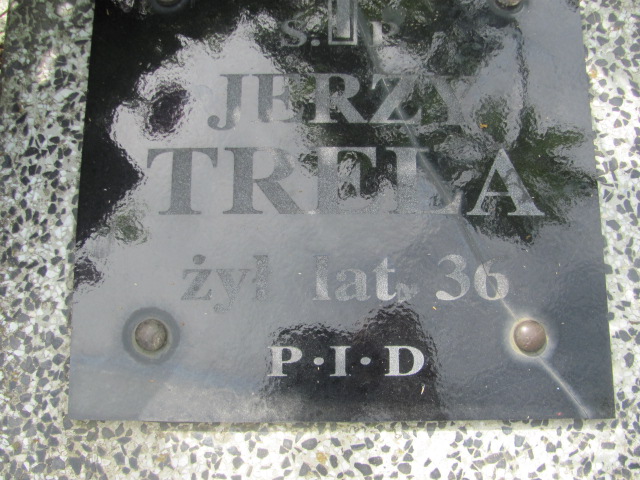 Ś. P.
JERZY
TRELA
żył lat 36
P·I·D